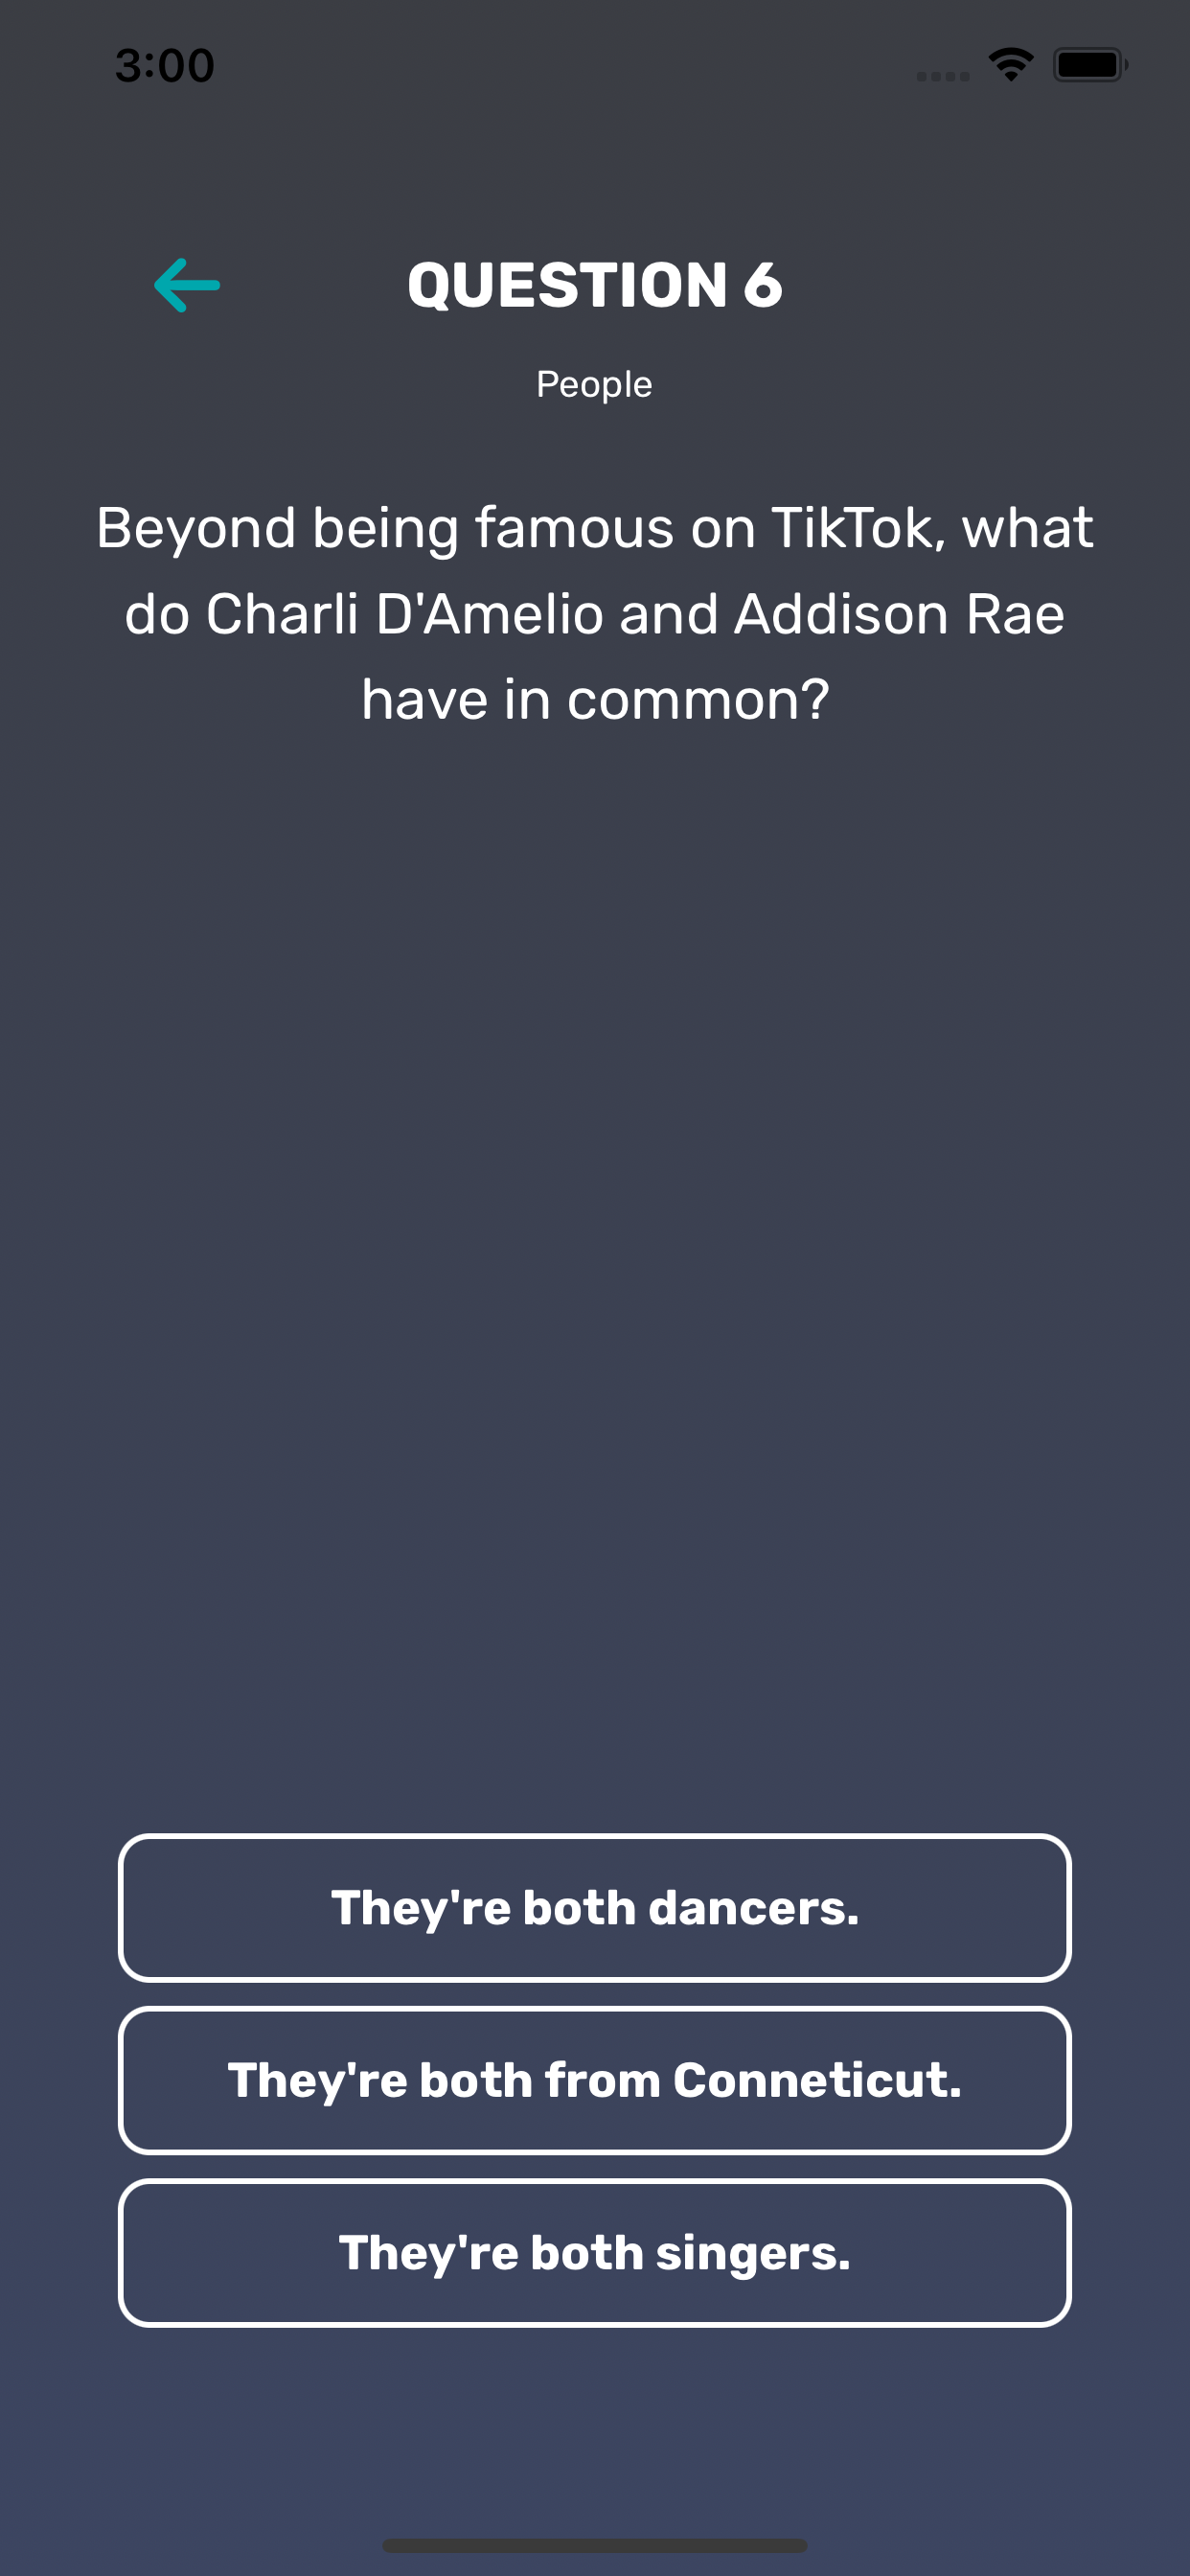 3:00
QUESTION 6
People
Beyond being famous on TikTok, what
do Charli D'Amelio and Addison Rae
have in common?
They're both dancers.
They're both from Conneticut.
They're both singers.